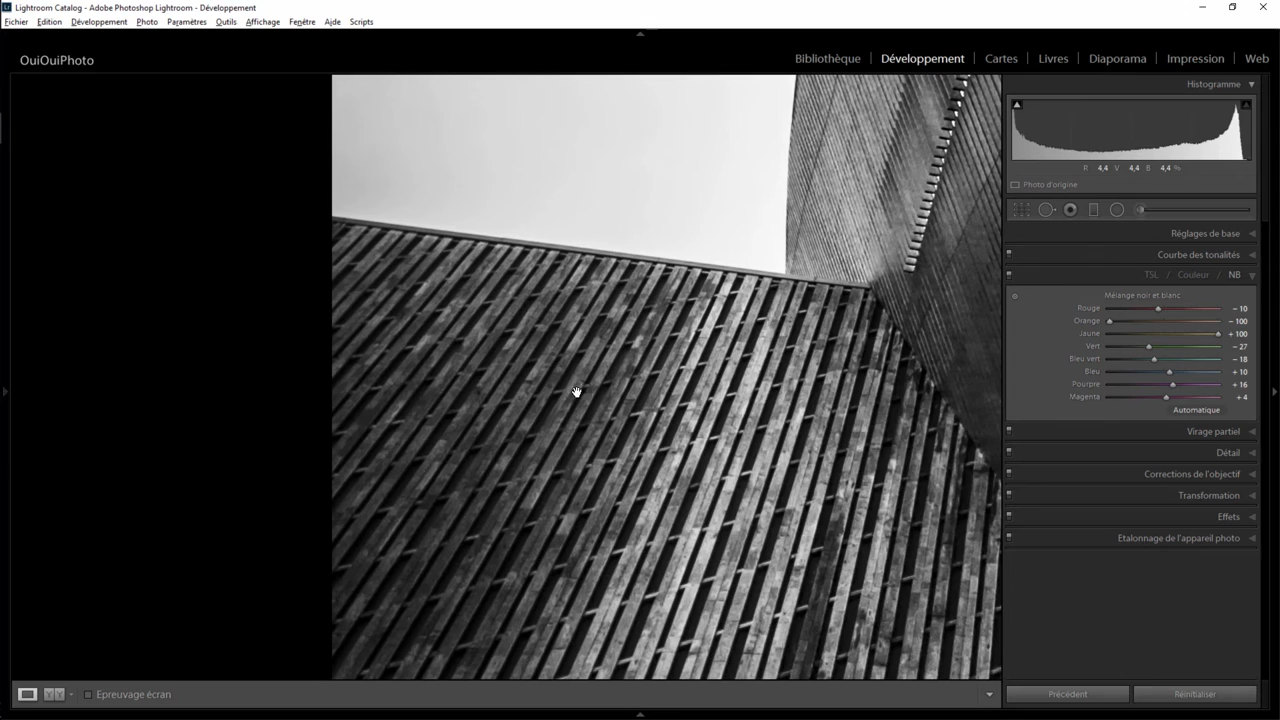 Lightroom Catalog - Adobe Photoshop Lightroom - Développement
Fichier Edition Développement Photo Paramètres Outils Affichage Fenêtre Aide Scripts
OuiOuiPhoto
Bibliothèque Développement Cartes Livres Diaporama Impression Web
Histogramme
R 4,4 V 4,4 B 4,4 %
Photo d'origine
Réglages de base
Courbe des tonalités
TSL / Couleur / NB
Mélange noir et blanc
Rouge - 10
Orange - 100
Jaune + 100
Vert - 27
Bleu vert - 18
Bleu + 10
Pourpre + 16
Magenta + 4
Automatique
Virage partiel
Détail
Corrections de l'objectif
Transformation
Effets
Etalonnage de l'appareil photo
YY Epreuvage écran
Précédent Réinitialiser